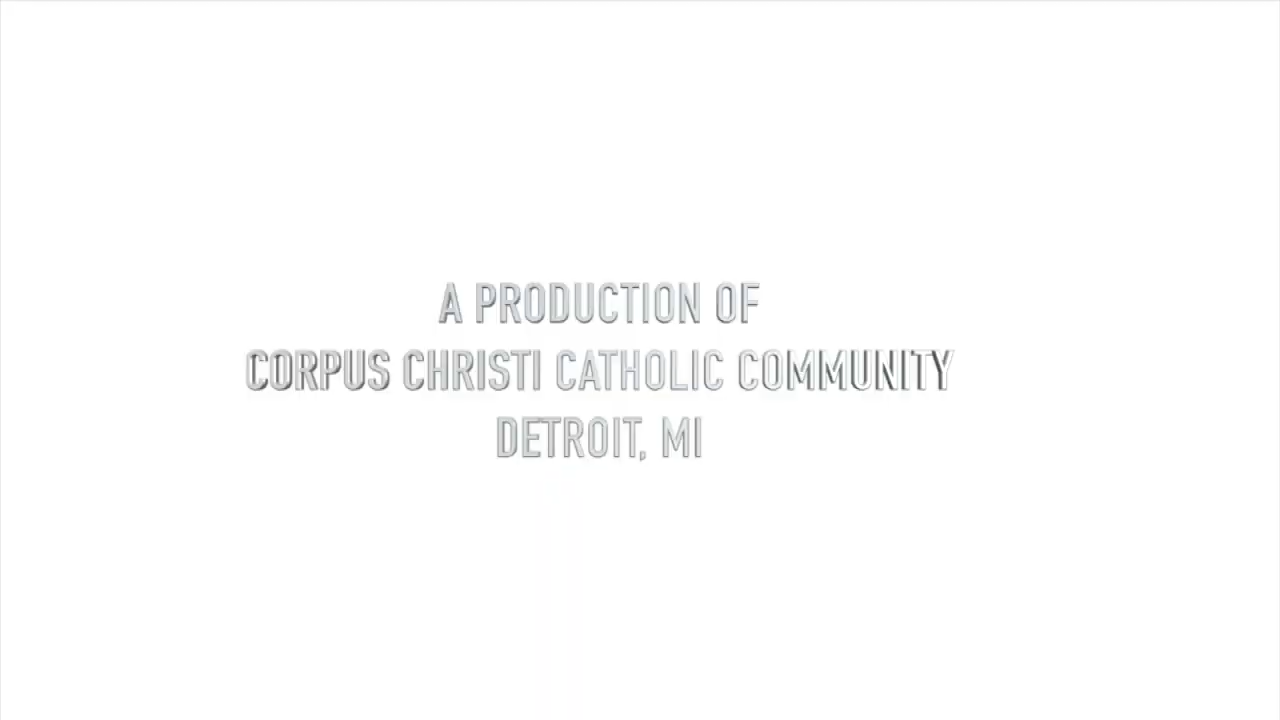 A PRODUCTION OF
CORPUS CHRISTI CATHOLIC COMMUNITY
DETROIT, MI